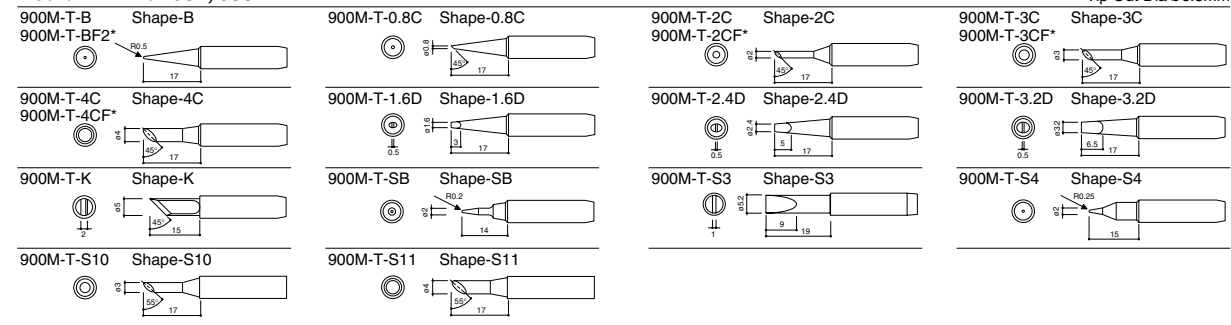 900M-T-B Shape-B
900M-T-BF2*
R0.5
17
900M-T-0.8C Shape-0.8C
ø0.8
45°
17
900M-T-2C Shape-2C
900M-T-2CF*
ø2
45°
17
900M-T-3C Shape-3C
900M-T-3CF*
ø3
45°
17
900M-T-4C Shape-4C
900M-T-4CF*
ø4
45°
17
900M-T-1.6D Shape-1.6D
ø1.6
0.5
3
17
900M-T-2.4D Shape-2.4D
ø2.4
0.5
5
17
900M-T-3.2D Shape-3.2D
ø3.2
0.5
6.5
17
900M-T-K Shape-K
ø5
45°
2
15
900M-T-SB Shape-SB
R0.2
ø2
14
900M-T-S3 Shape-S3
ø5.2
1
9
19
900M-T-S4 Shape-S4
R0.25
ø2
15
900M-T-S10 Shape-S10
ø3
55°
17
900M-T-S11 Shape-S11
ø4
55°
17